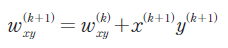 $w_{xy}^{(k+1)} = w_{xy}^{(k)} + x^{(k+1)} y^{(k+1)}$